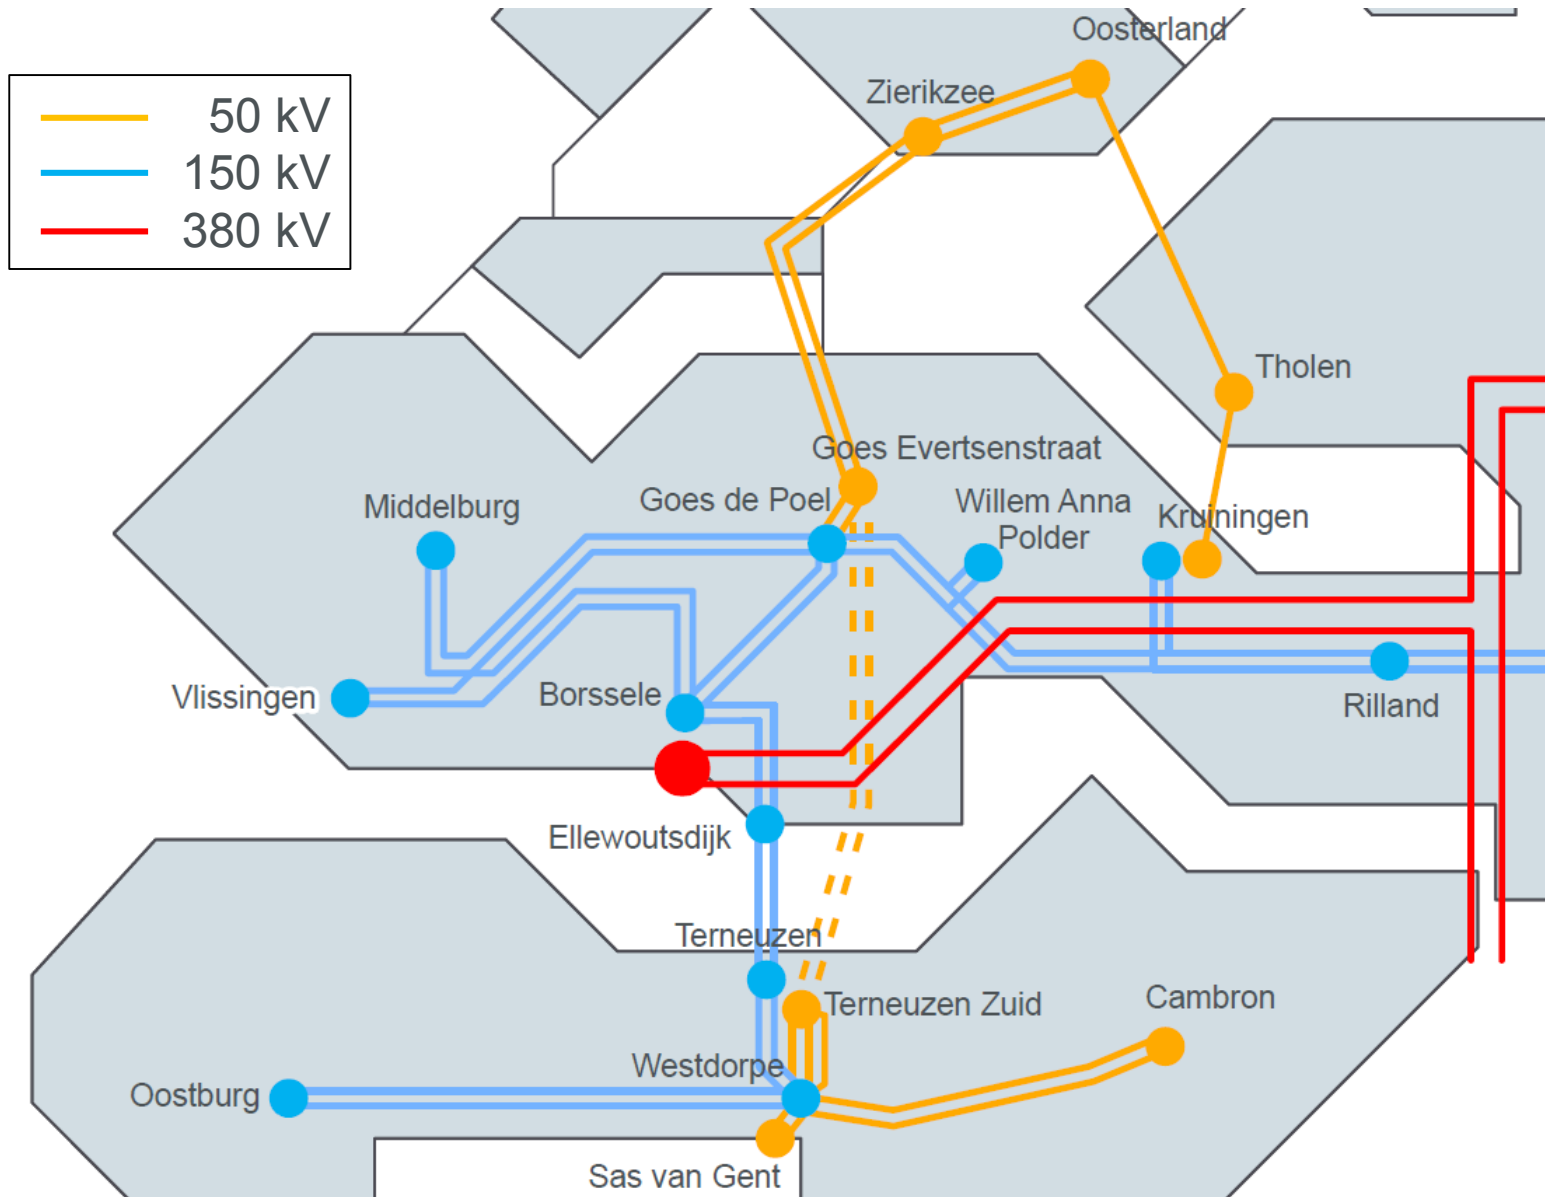 Oosterland
Zierikzee
50 kV
150 kV
380 kV
Tholen
Goes Evertsenstraat
Goes de Poel
Willem Anna
Polder
Middelburg
Kruiningen
Vlissingen
Borssele
Rilland
Ellewoutsdijk
Terneuzen
Terneuzen Zuid
Cambron
Westdorpe
Oostburg
Sas van Gent